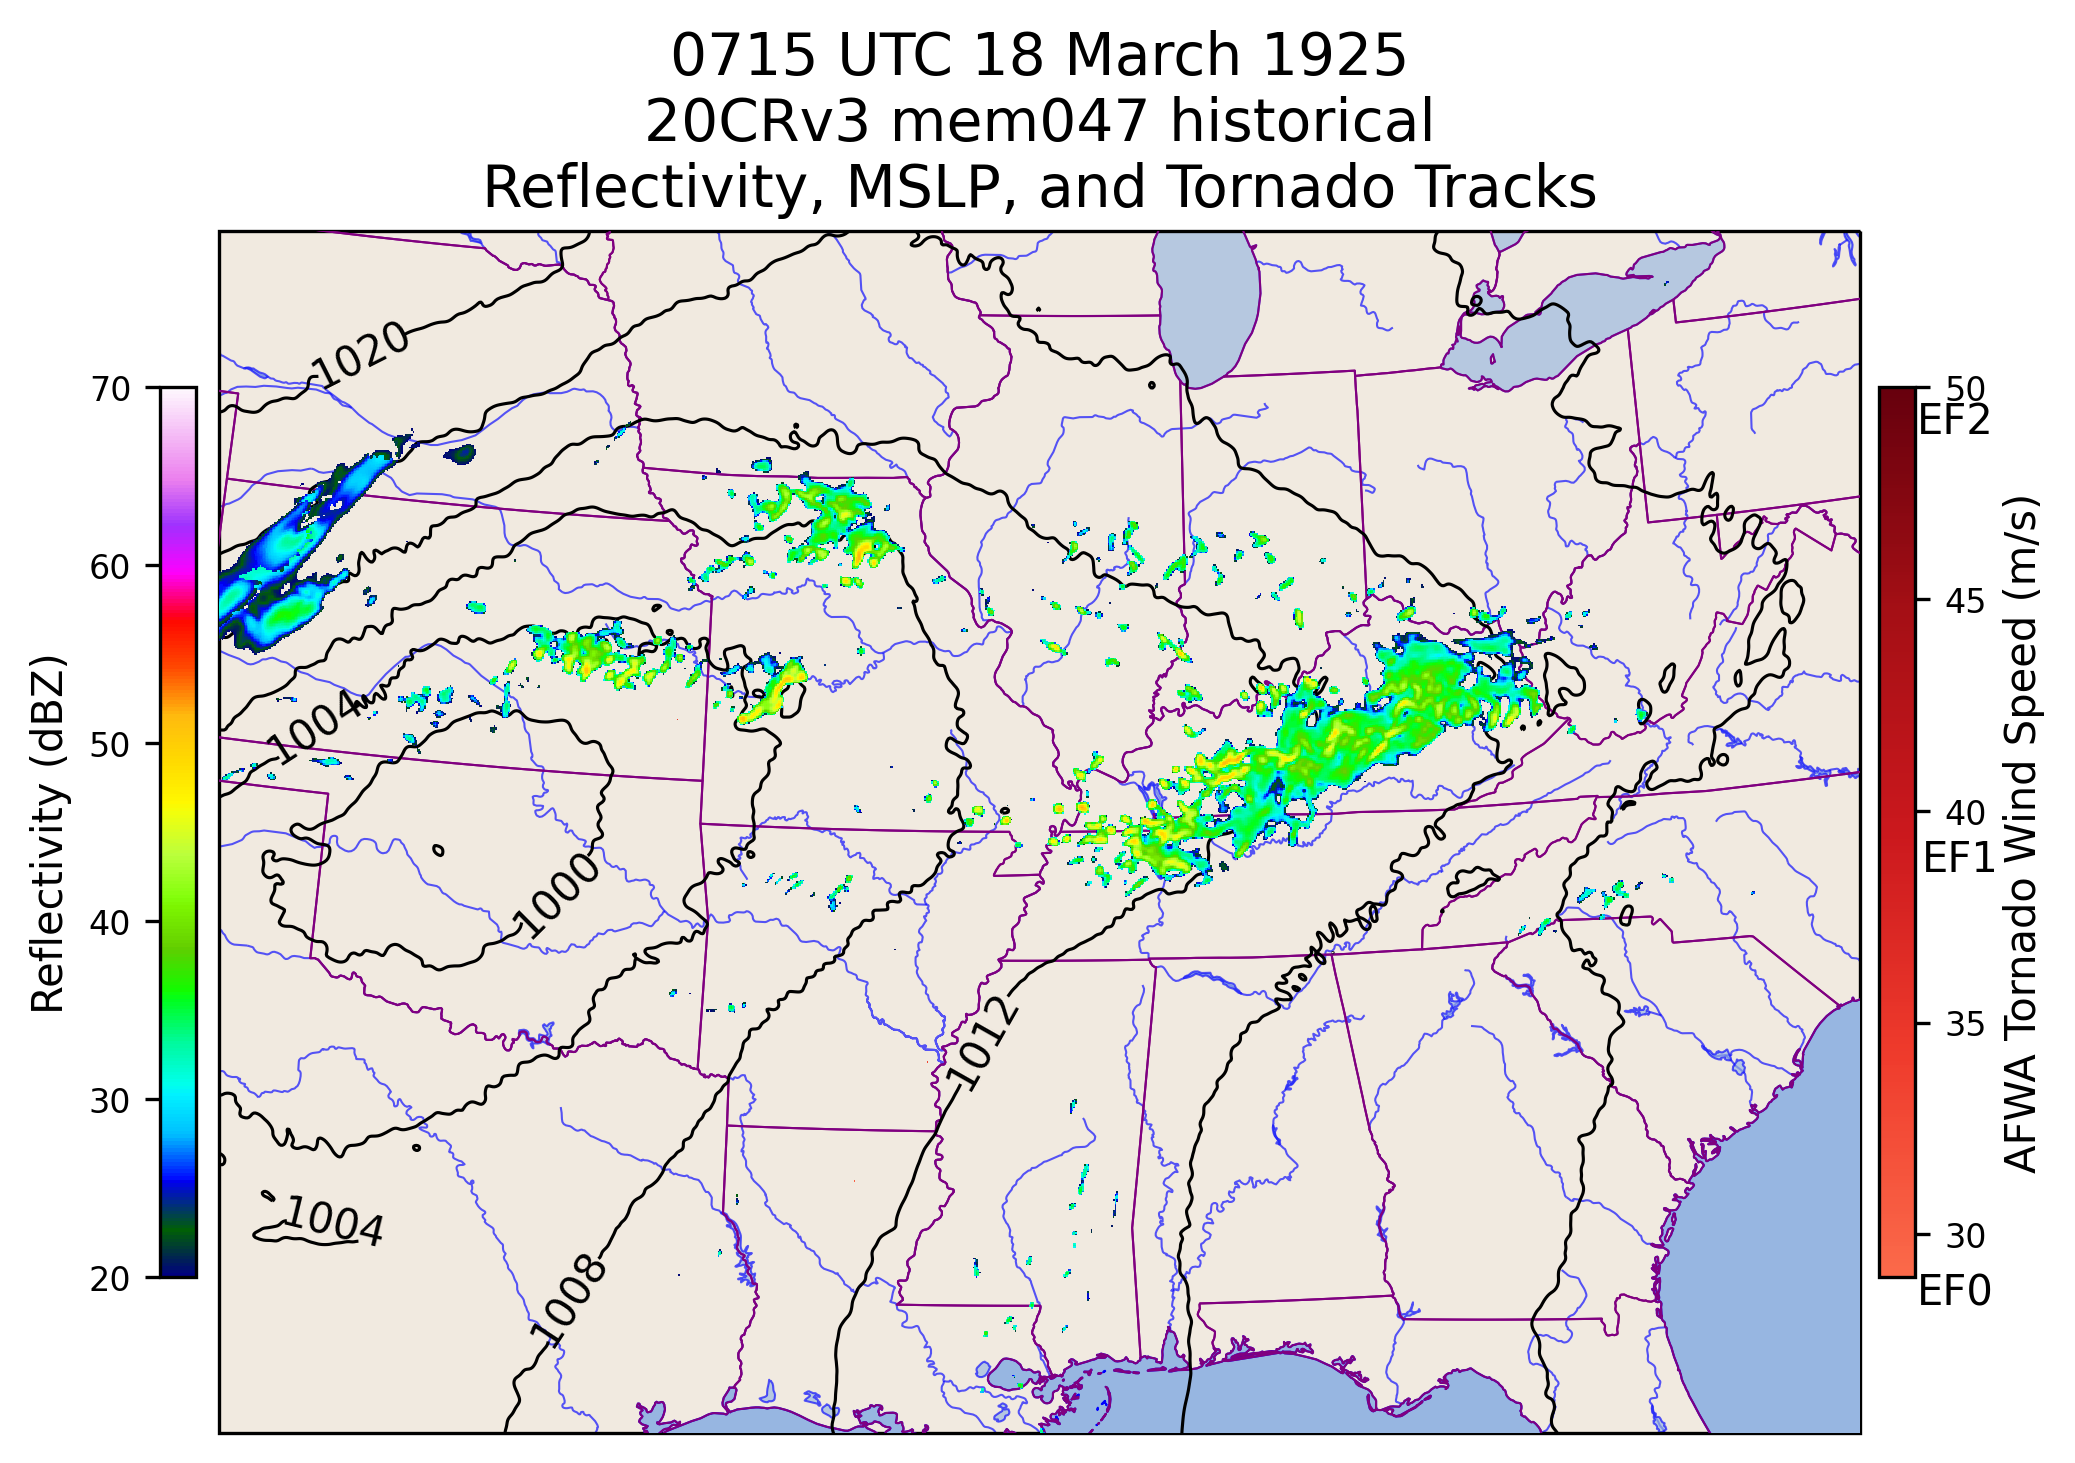 0715 UTC 18 March 1925
20CRv3 mem047 historical
Reflectivity, MSLP, and Tornado Tracks
Reflectivity (dBZ)
70
60
50
40
30
20
1020
1004
1000
1012
1004
1008
50
EF2
45
40
EF1
35
30
EF0
AFWA Tornado Wind Speed (m/s)